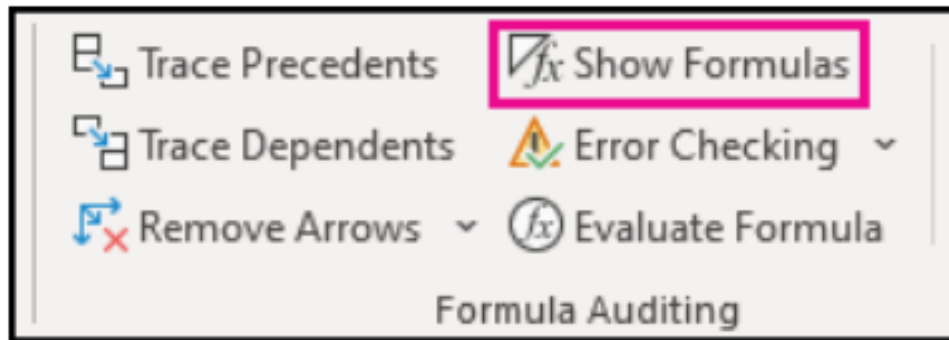 Trace Precedents
Show Formulas
Trace Dependents
Error Checking
Remove Arrows
Evaluate Formula
Formula Auditing